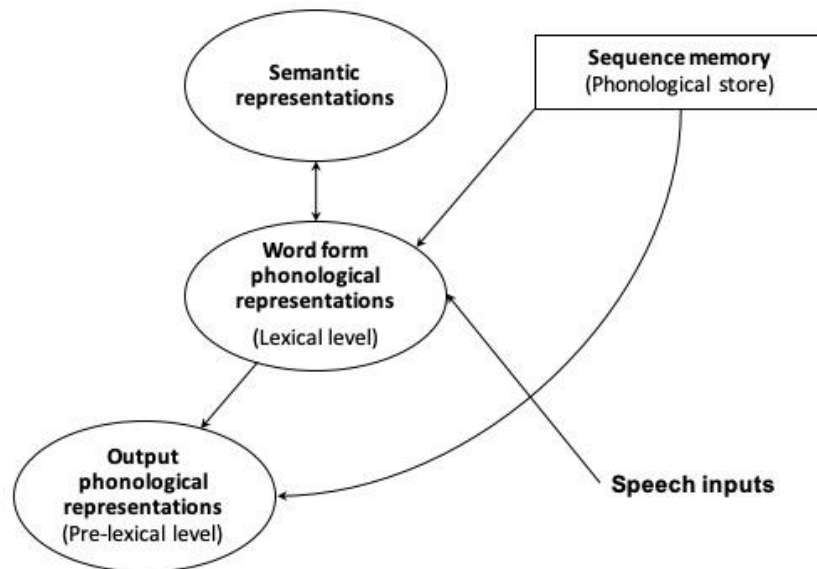 Semantic
representations
Sequence memory
(Phonological store)
Word form
phonological
representations
(Lexical level)
Output
phonological
representations
(Pre-lexical level)
Speech inputs